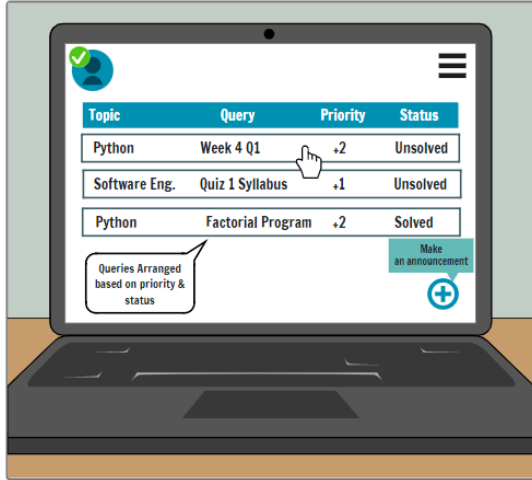 Topic Query Priority Status
Python Week 4 Q1 +2 Unsolved
Software Eng. Quiz 1 Syllabus +1 Unsolved
Python Factorial Program +2 Solved
Queries Arranged
based on priority &
status
Make
an announcement